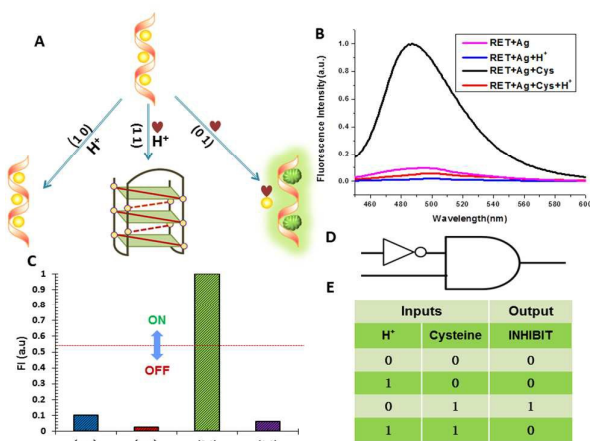 A
(1 0)
H+
(1 1)
H+
(0 1)
B
Fluorescence Intensity(a.u.)
1.0
0.8
0.6
0.4
0.2
0.0
RET+Ag
RET+Ag+H+
RET+Ag+Cys
RET+Ag+Cys+H+
460
480
500
520
540
560
580
600
Wavelength(nm)
C
FI (a.u)
1
0.9
0.8
0.7
0.6
0.5
0.4
0.3
0.2
0.1
0
ON
OFF
D
E
Inputs Output
H+ Cysteine INHIBIT
0 0 0
1 0 0
0 1 1
1 1 0